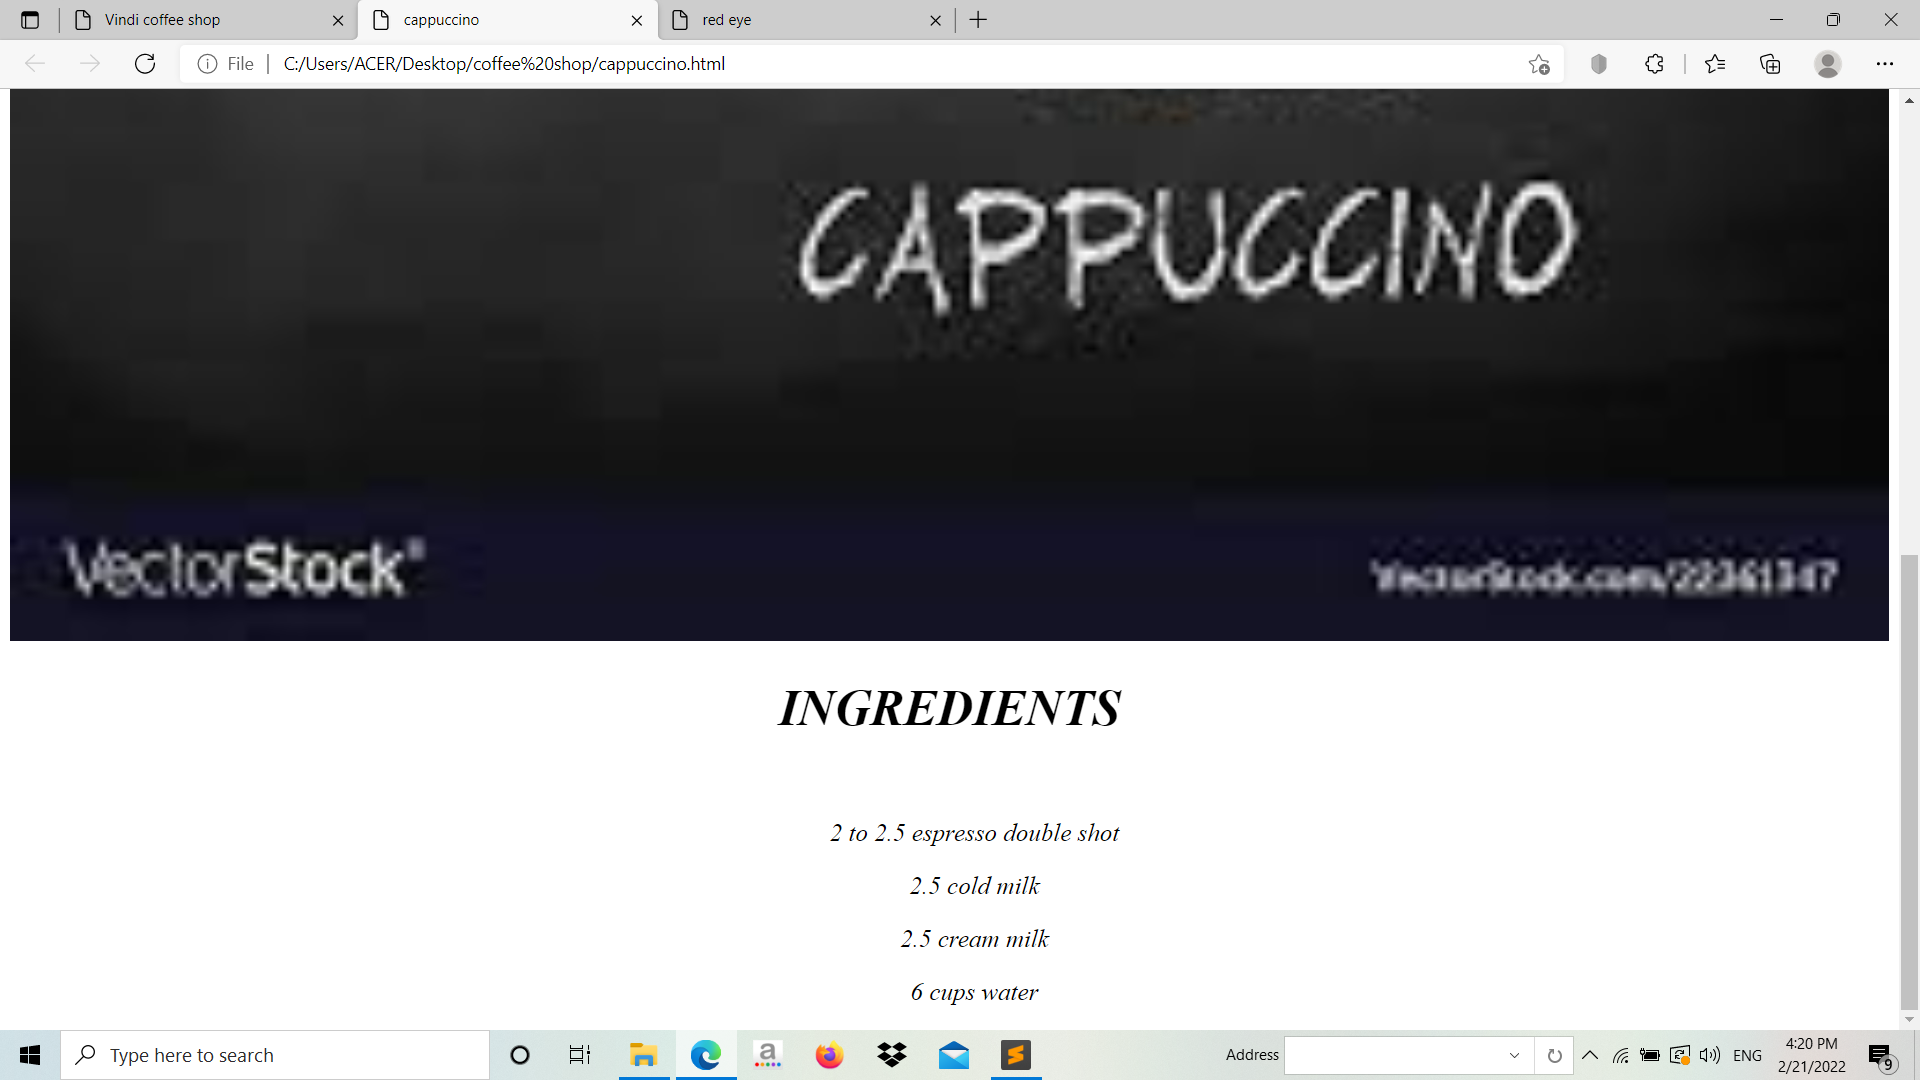 Vindi coffee shop
cappuccino
red eye
File
C:/Users/ACER/Desktop/coffee%20shop/cappuccino.html
CAPPUCCINO
VectorStock®
VectorStock.com/22361347
INGREDIENTS
2 to 2.5 espresso double shot
2.5 cold milk
2.5 cream milk
6 cups water
Type here to search
a
Address
ENG
4:20 PM
2/21/2022
9